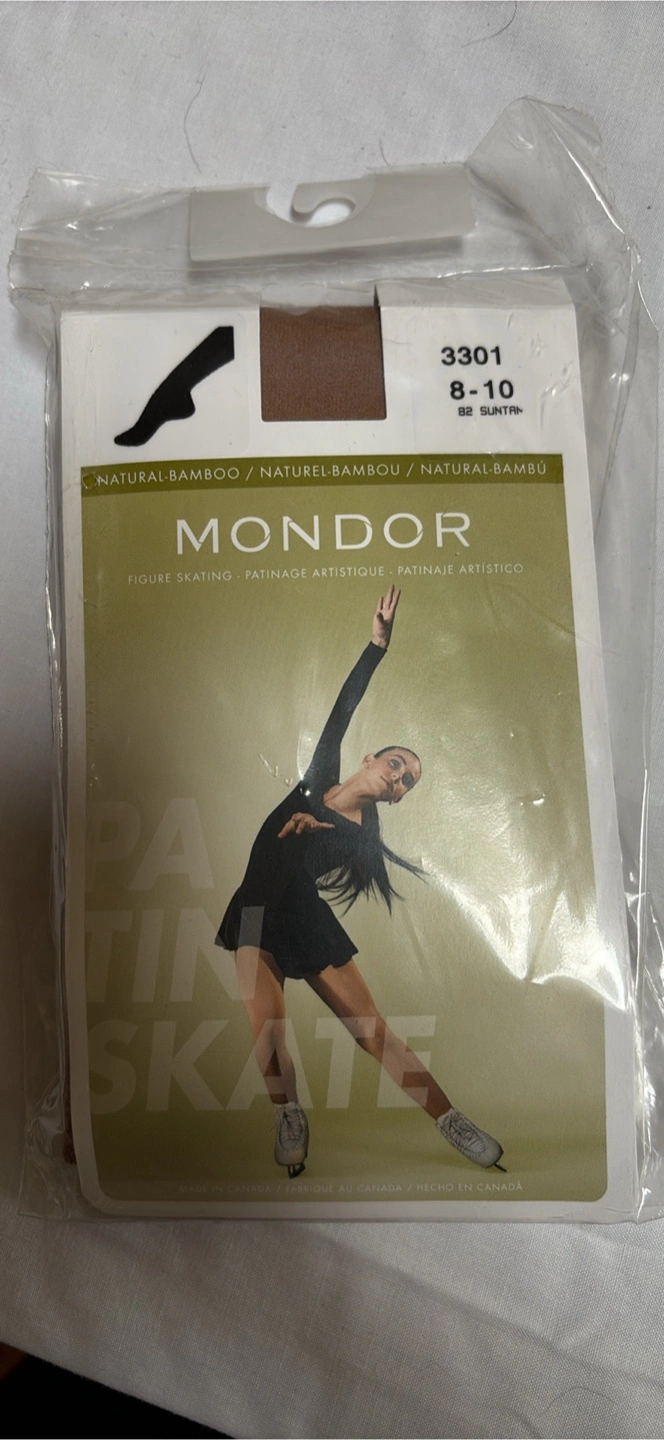 3301
8-10
82 SUNTAN
NATURAL-BAMBOO / NATUREL-BAMBOU / NATURAL-BAMBÚ
MONDOR
FIGURE SKATING - PATINAGE ARTISTIQUE - PATINAJE ARTÍSTICO
PA
TIN
SKATE
MADE IN CANADA / FABRIQUÉ AU CANADA / HECHO EN CANADÁ